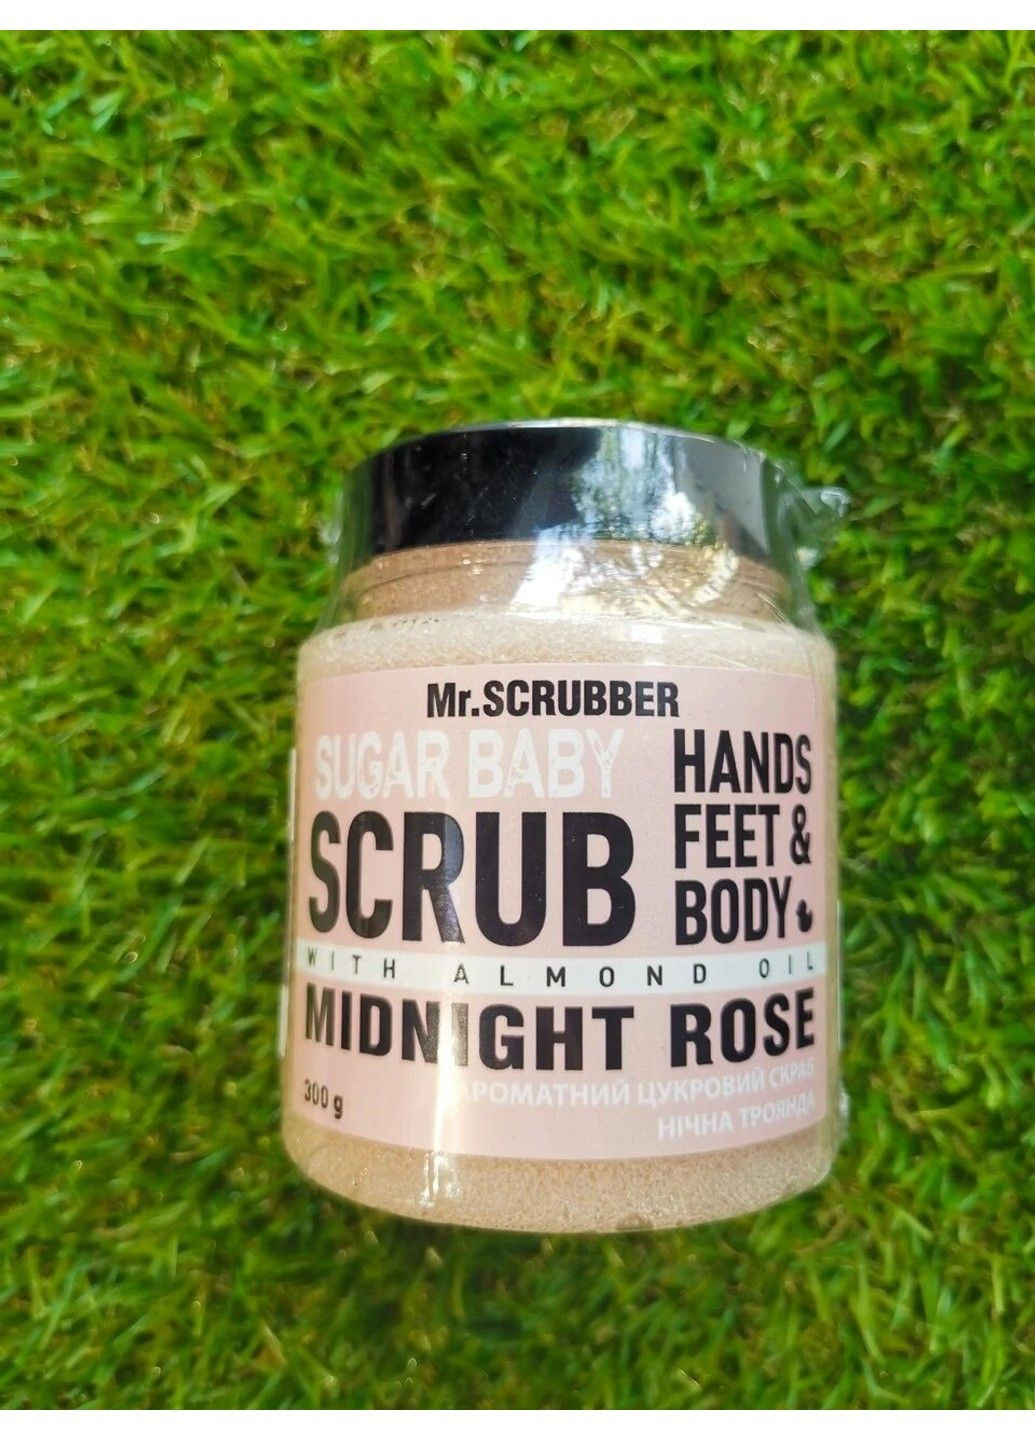 Mr.SCRUBBER
SUGAR BABY
SCRUB
HANDS
FEET &
BODY
WITH ALMOND OIL
MIDNIGHT ROSE
300 g
АРОМАТНИЙ ЦУКРОВИЙ СКРАБ
НІЧНА ТРОЯНДА